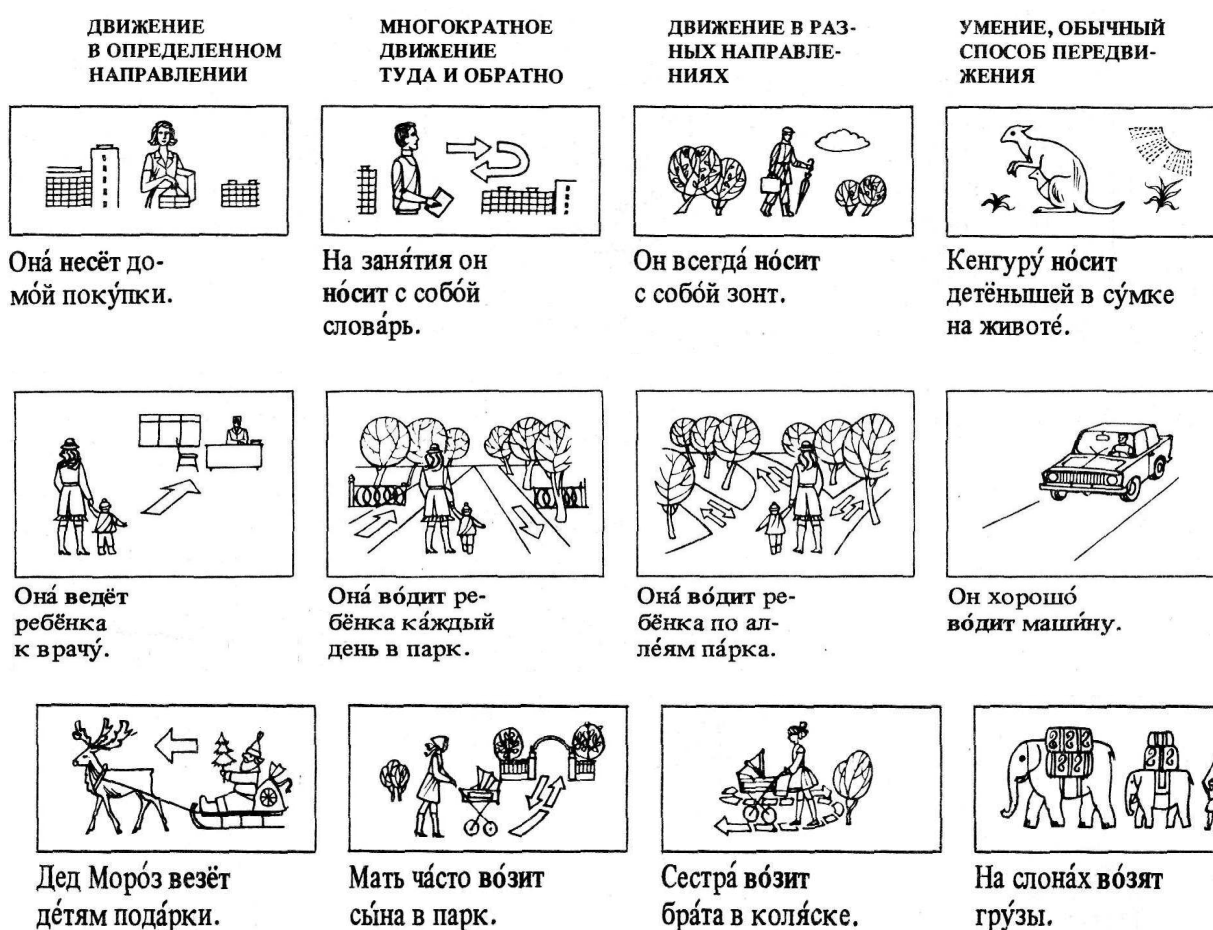 ДВИЖЕНИЕ
В ОПРЕДЕЛЕННОМ
НАПРАВЛЕНИИ
МНОГОКРАТНОЕ
ДВИЖЕНИЕ
ТУДА И ОБРАТНО
ДВИЖЕНИЕ В РАЗ-
НЫХ НАПРАВЛЕ-
НИЯХ
УМЕНИЕ, ОБЫЧНЫЙ
СПОСОБ ПЕРЕДВИ-
ЖЕНИЯ
Она́ несёт до-
мо́й поку́пки.
На заня́тия он
но́сит с собо́й
слова́рь.
Он всегда́ но́сит
с собо́й зонт.
Кенгуру́ но́сит
детёнышей в су́мке
на животе́.
Она́ ведёт
ребёнка
к врачу́.
Она́ во́дит ре-
бёнка ка́ждый
день в парк.
Она́ во́дит ре-
бёнка по ал-
ле́ям па́рка.
Он хорошо́
во́дит маши́ну.
Дед Моро́з везёт
де́тям пода́рки.
Мать ча́сто во́зит
сы́на в парк.
Сестра́ во́зит
бра́та в коля́ске.
На слона́х во́зят
гру́зы.